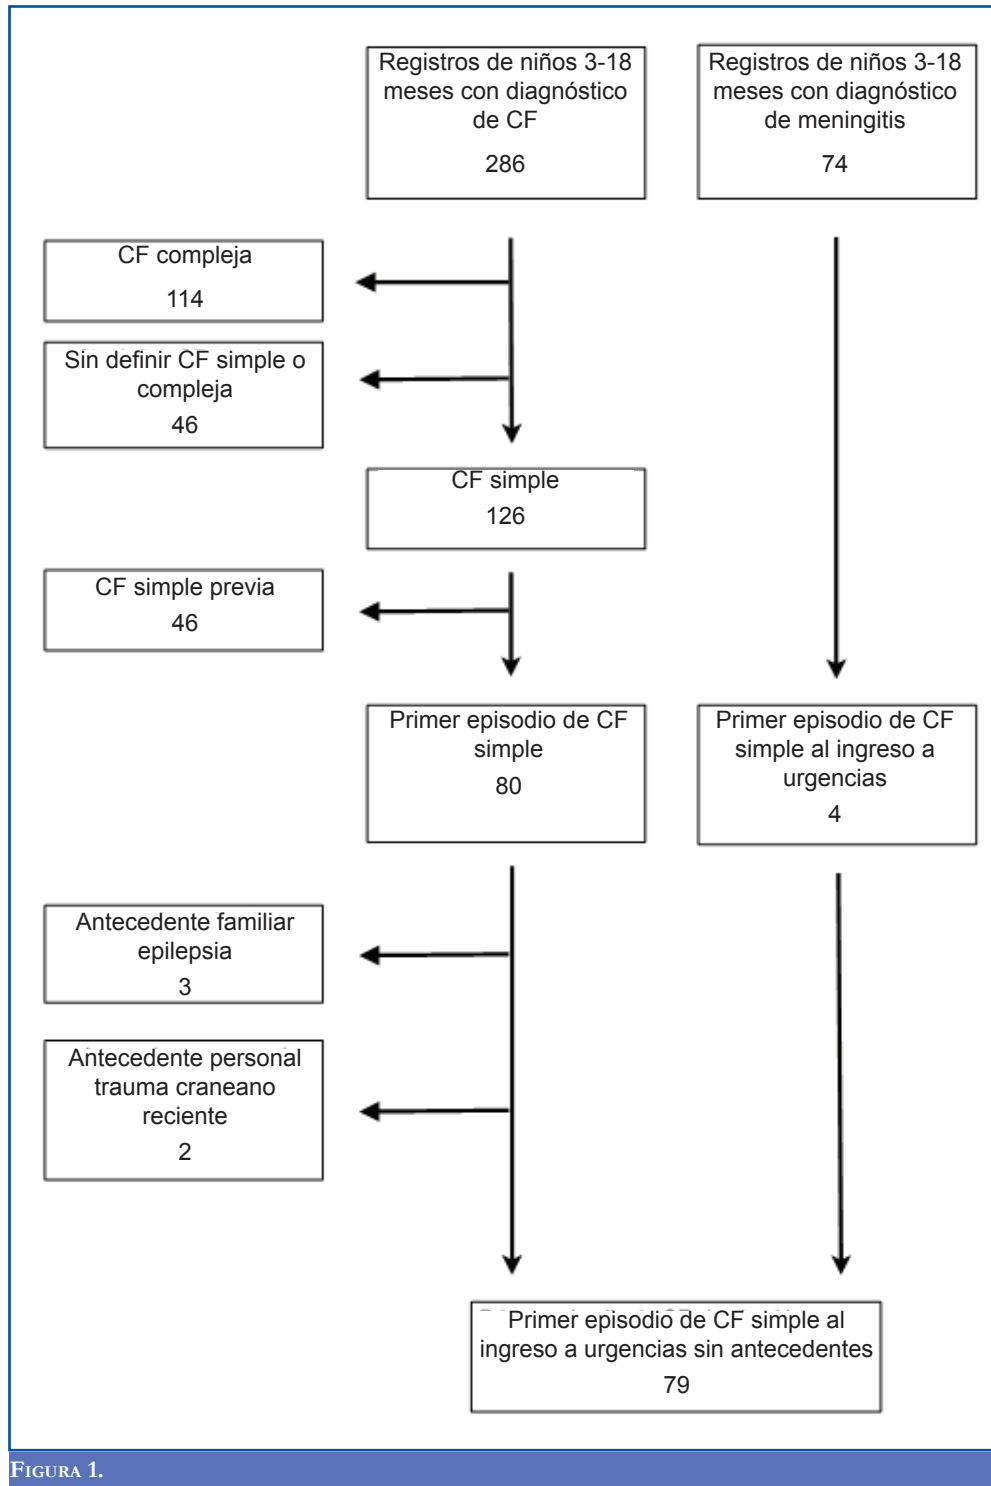 Registros de niños 3-18
meses con diagnóstico
de CF
286
Registros de niños 3-18
meses con diagnóstico
de meningitis
74
CF compleja
114
Sin definir CF simple o
compleja
46
CF simple
126
CF simple previa
46
Primer episodio de CF
simple
80
Primer episodio de CF
simple al ingreso a
urgencias
4
Antecedente familiar
epilepsia
3
Antecedente personal
trauma craneano
reciente
2
Primer episodio de CF simple al
ingreso a urgencias sin antecedentes
79
FIGURA 1.